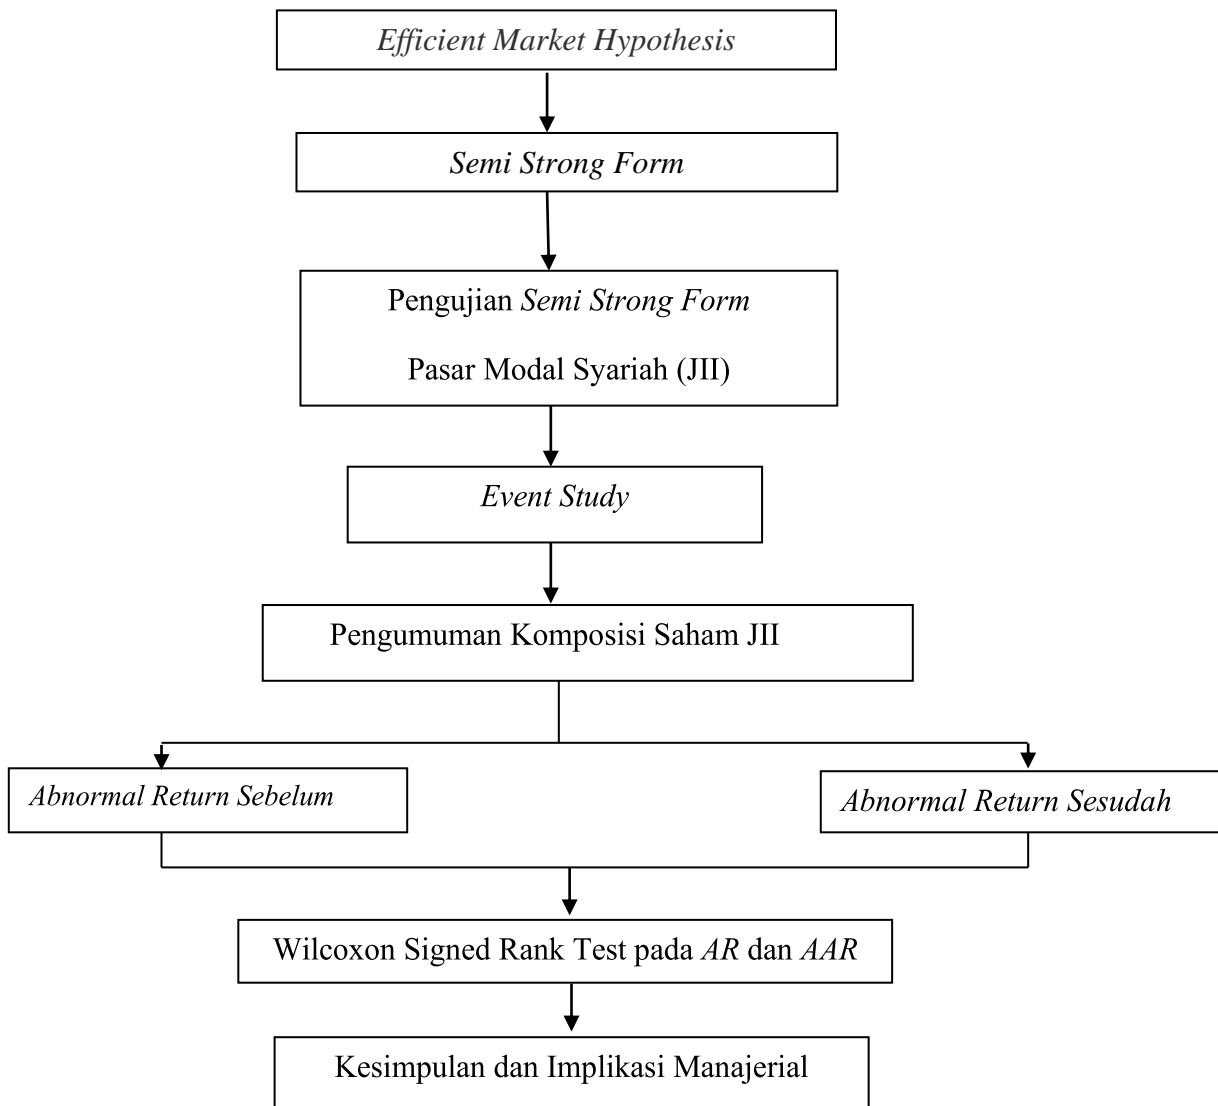 Efficient Market Hypothesis
Semi Strong Form
Pengujian Semi Strong Form
Pasar Modal Syariah (JII)
Event Study
Pengumuman Komposisi Saham JII
Abnormal Return Sebelum
Abnormal Return Sesudah
Wilcoxon Signed Rank Test pada AR dan AAR
Kesimpulan dan Implikasi Manajerial